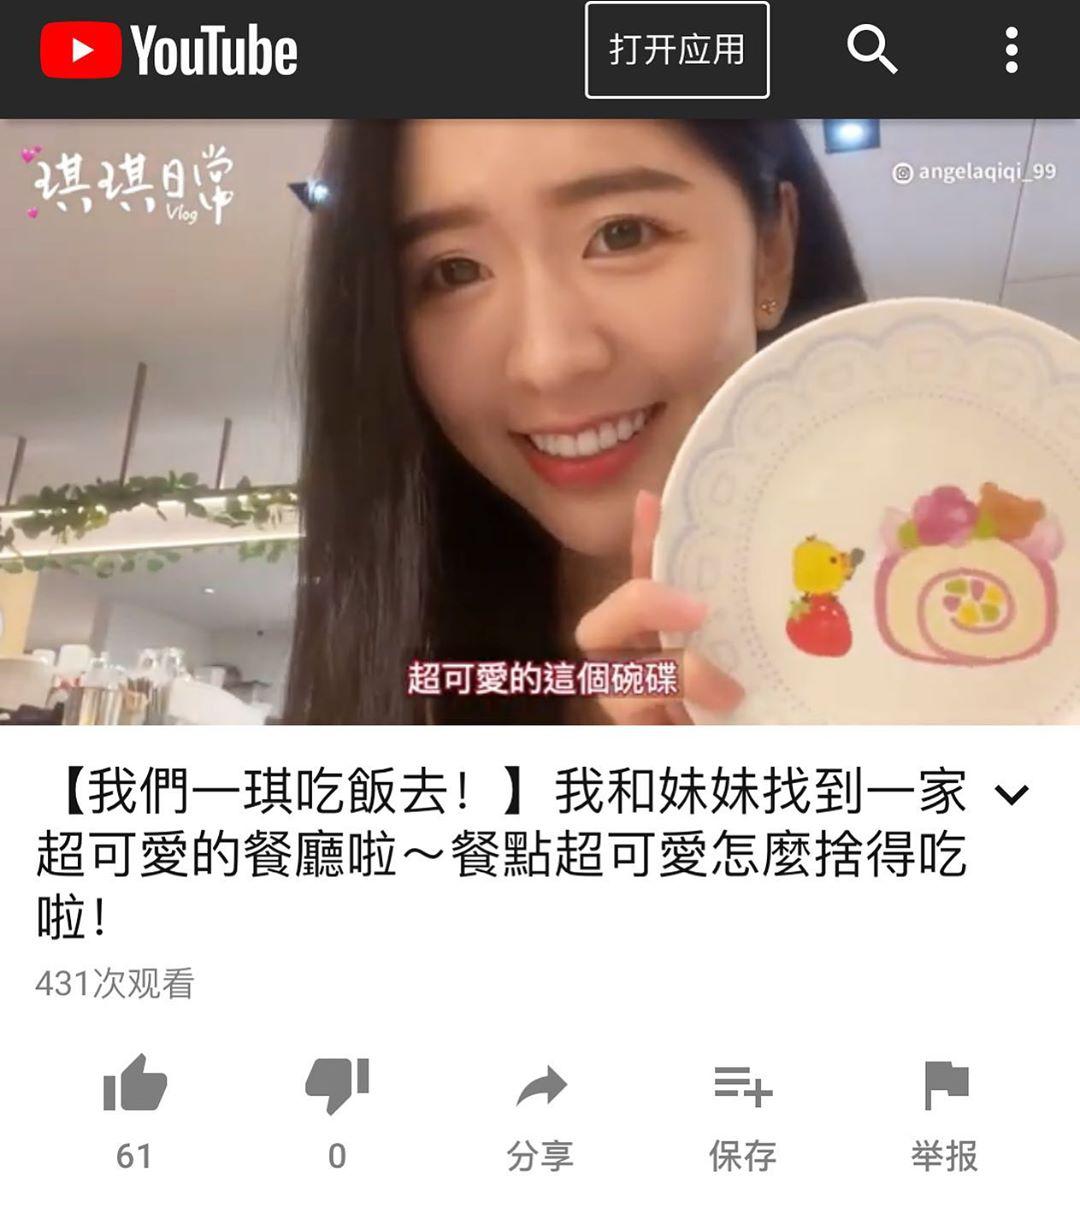 YouTube
打开应用
琪琪日常
Vlog
angelaqiqi_99
超可愛的這個碗碟
【我們一琪吃飯去！】我和妹妹找到一家
超可愛的餐廳啦～餐點超可愛怎麼捨得吃
啦！
431次观看
61
0
分享
保存
举报